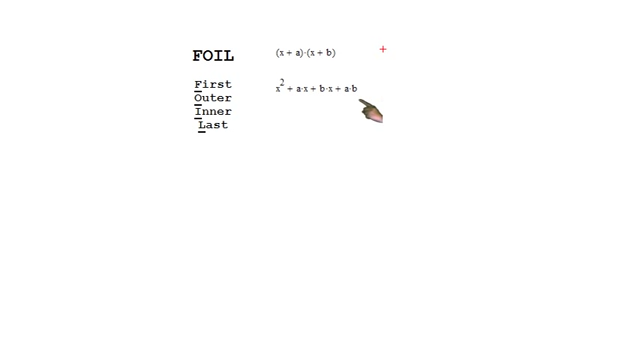 FOIL (x + a)·(x + b)
First x² + a·x + b·x + a·b
Outer
Inner
Last